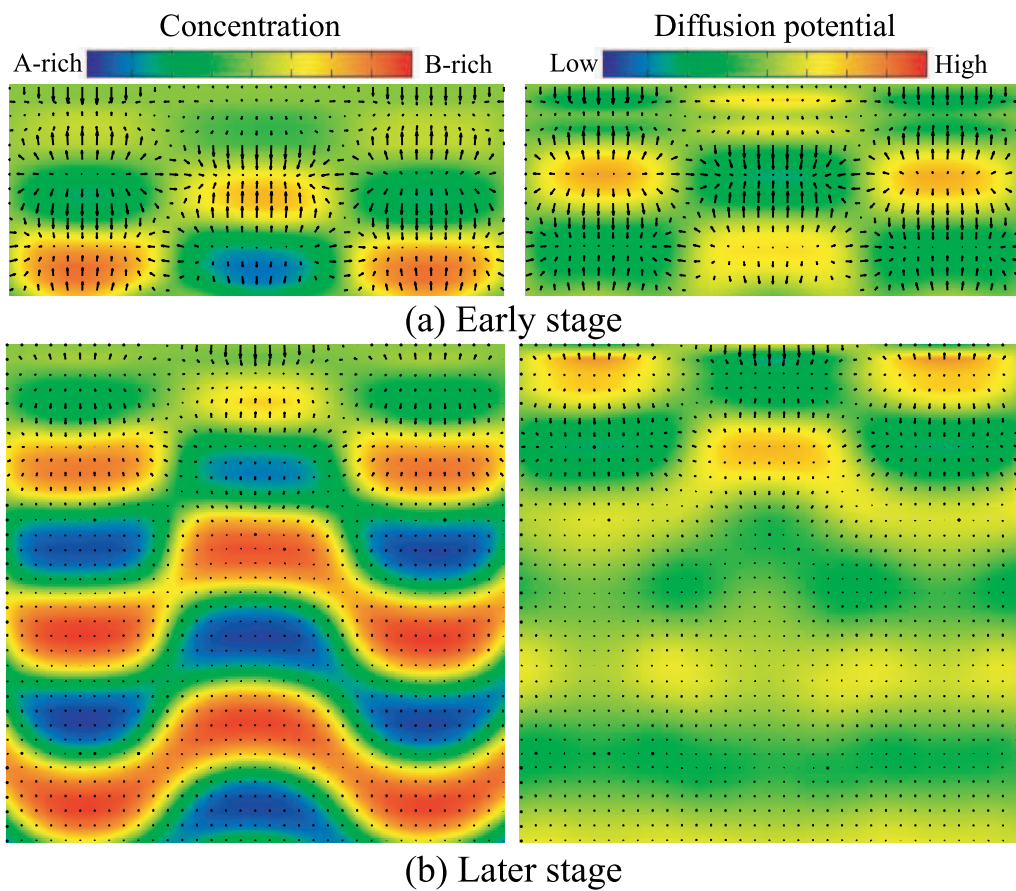 Concentration
Diffusion potential
A-rich
B-rich
Low
High
(a) Early stage
(b) Later stage